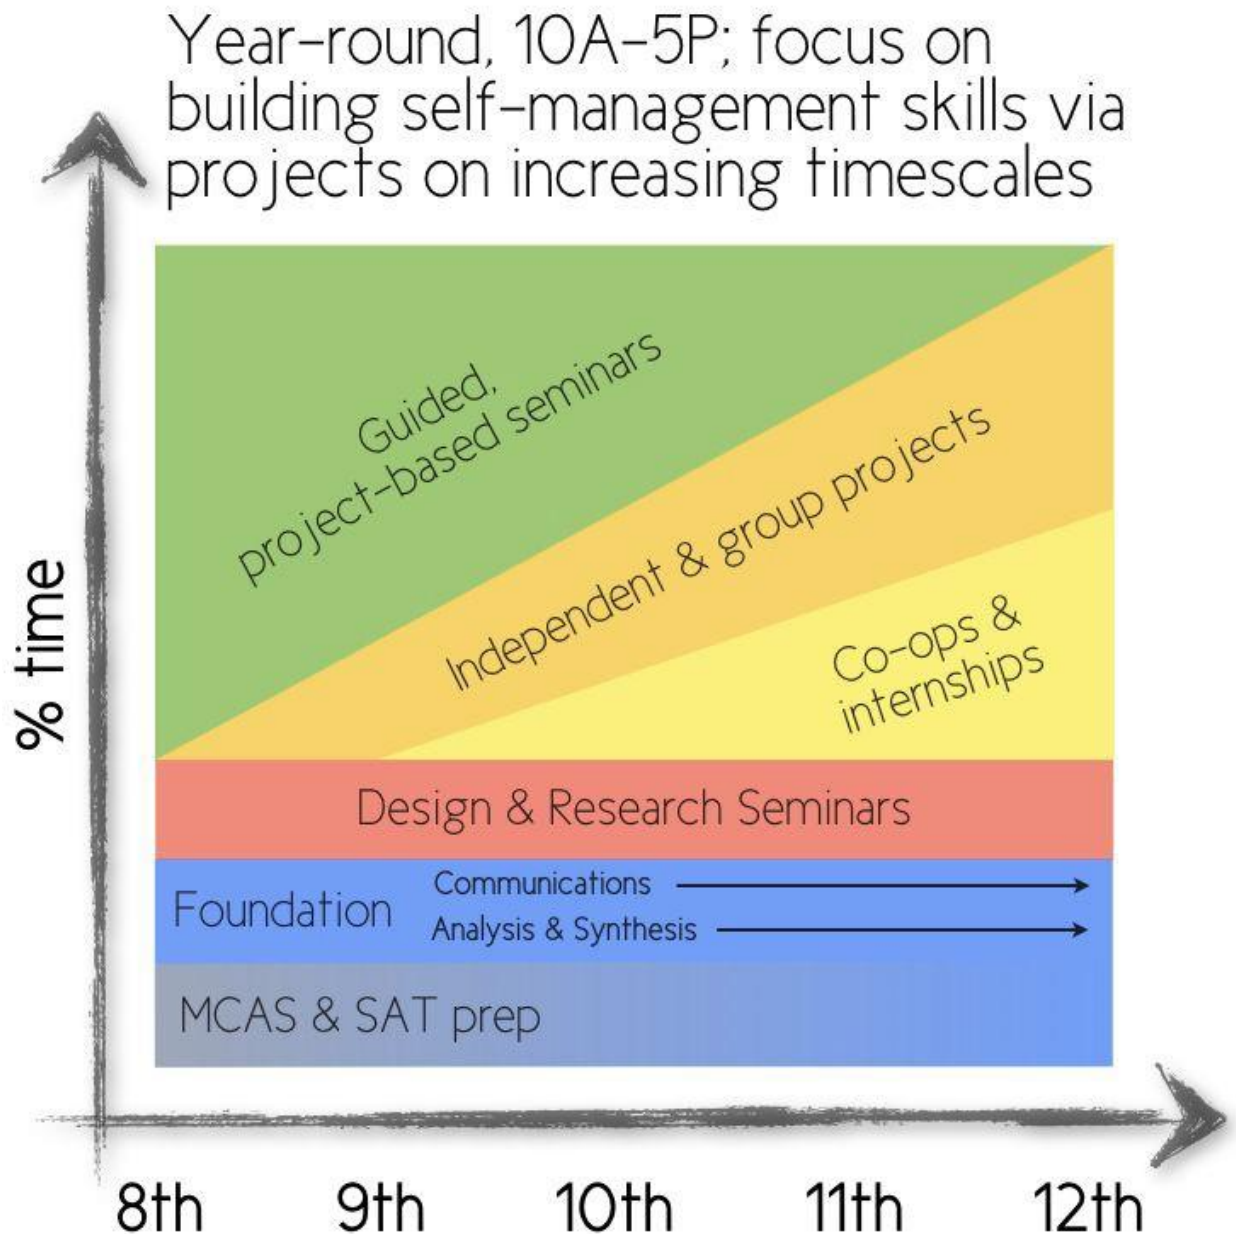 Year-round, 10A-5P; focus on
building self-management skills via
projects on increasing timescales
% time
Guided,
project-based seminars
Independent & group projects
Co-ops &
internships
Design & Research Seminars
Foundation
Communications
Analysis & Synthesis
MCAS & SAT prep
8th 9th 10th 11th 12th